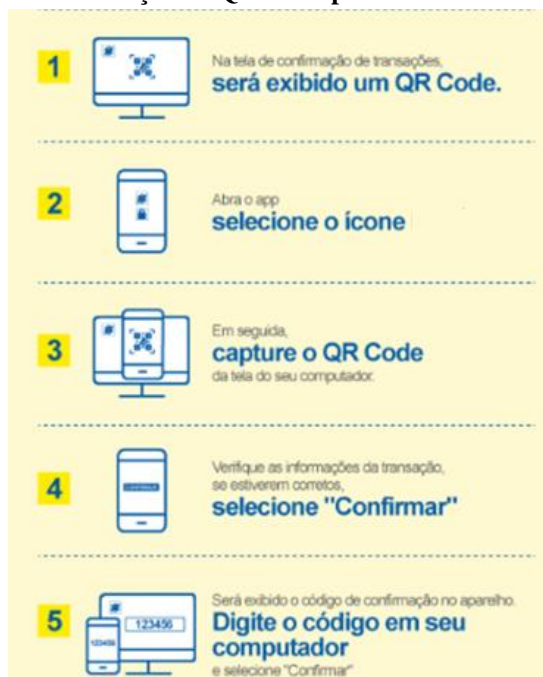 1
Na tela de confirmação de transações,
será exibido um QR Code.
2
Abra o app
selecione o ícone
3
Em seguida,
capture o QR Code
da tela do seu computador.
4
Verifique as informações da transação,
se estiverem corretos,
selecione "Confirmar"
5
123456
123456
Será exibido o código de confirmação no aparelho.
Digite o código em seu
computador
e selecione "Confirmar"